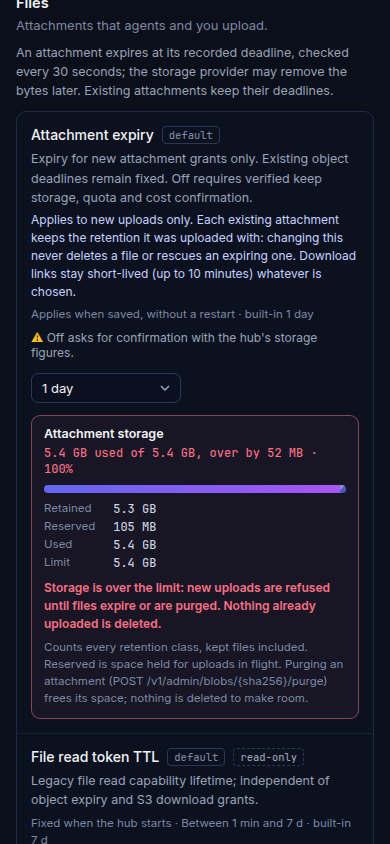 Files
Attachments that agents and you upload.
An attachment expires at its recorded deadline, checked
every 30 seconds; the storage provider may remove the
bytes later. Existing attachments keep their deadlines.
Attachment expiry default
Expiry for new attachment grants only. Existing object
deadlines remain fixed. Off requires verified keep
storage, quota and cost confirmation.
Applies to new uploads only. Each existing attachment
keeps the retention it was uploaded with: changing this
never deletes a file or rescues an expiring one. Download
links stay short-lived (up to 10 minutes) whatever is
chosen.
Applies when saved, without a restart · built-in 1 day
⚠ Off asks for confirmation with the hub's storage
figures.
1 day
Attachment storage
5.4 GB used of 5.4 GB, over by 52 MB ·
100%
Retained 5.3 GB
Reserved 105 MB
Used 5.4 GB
Limit 5.4 GB
Storage is over the limit: new uploads are refused
until files expire or are purged. Nothing already
uploaded is deleted.
Counts every retention class, kept files included.
Reserved is space held for uploads in flight. Purging an
attachment (POST /v1/admin/blobs/{sha256}/purge)
frees its space; nothing is deleted to make room.
File read token TTL default read-only
Legacy file read capability lifetime; independent of
object expiry and S3 download grants.
Fixed when the hub starts · Between 1 min and 7 d · built-in
7 d